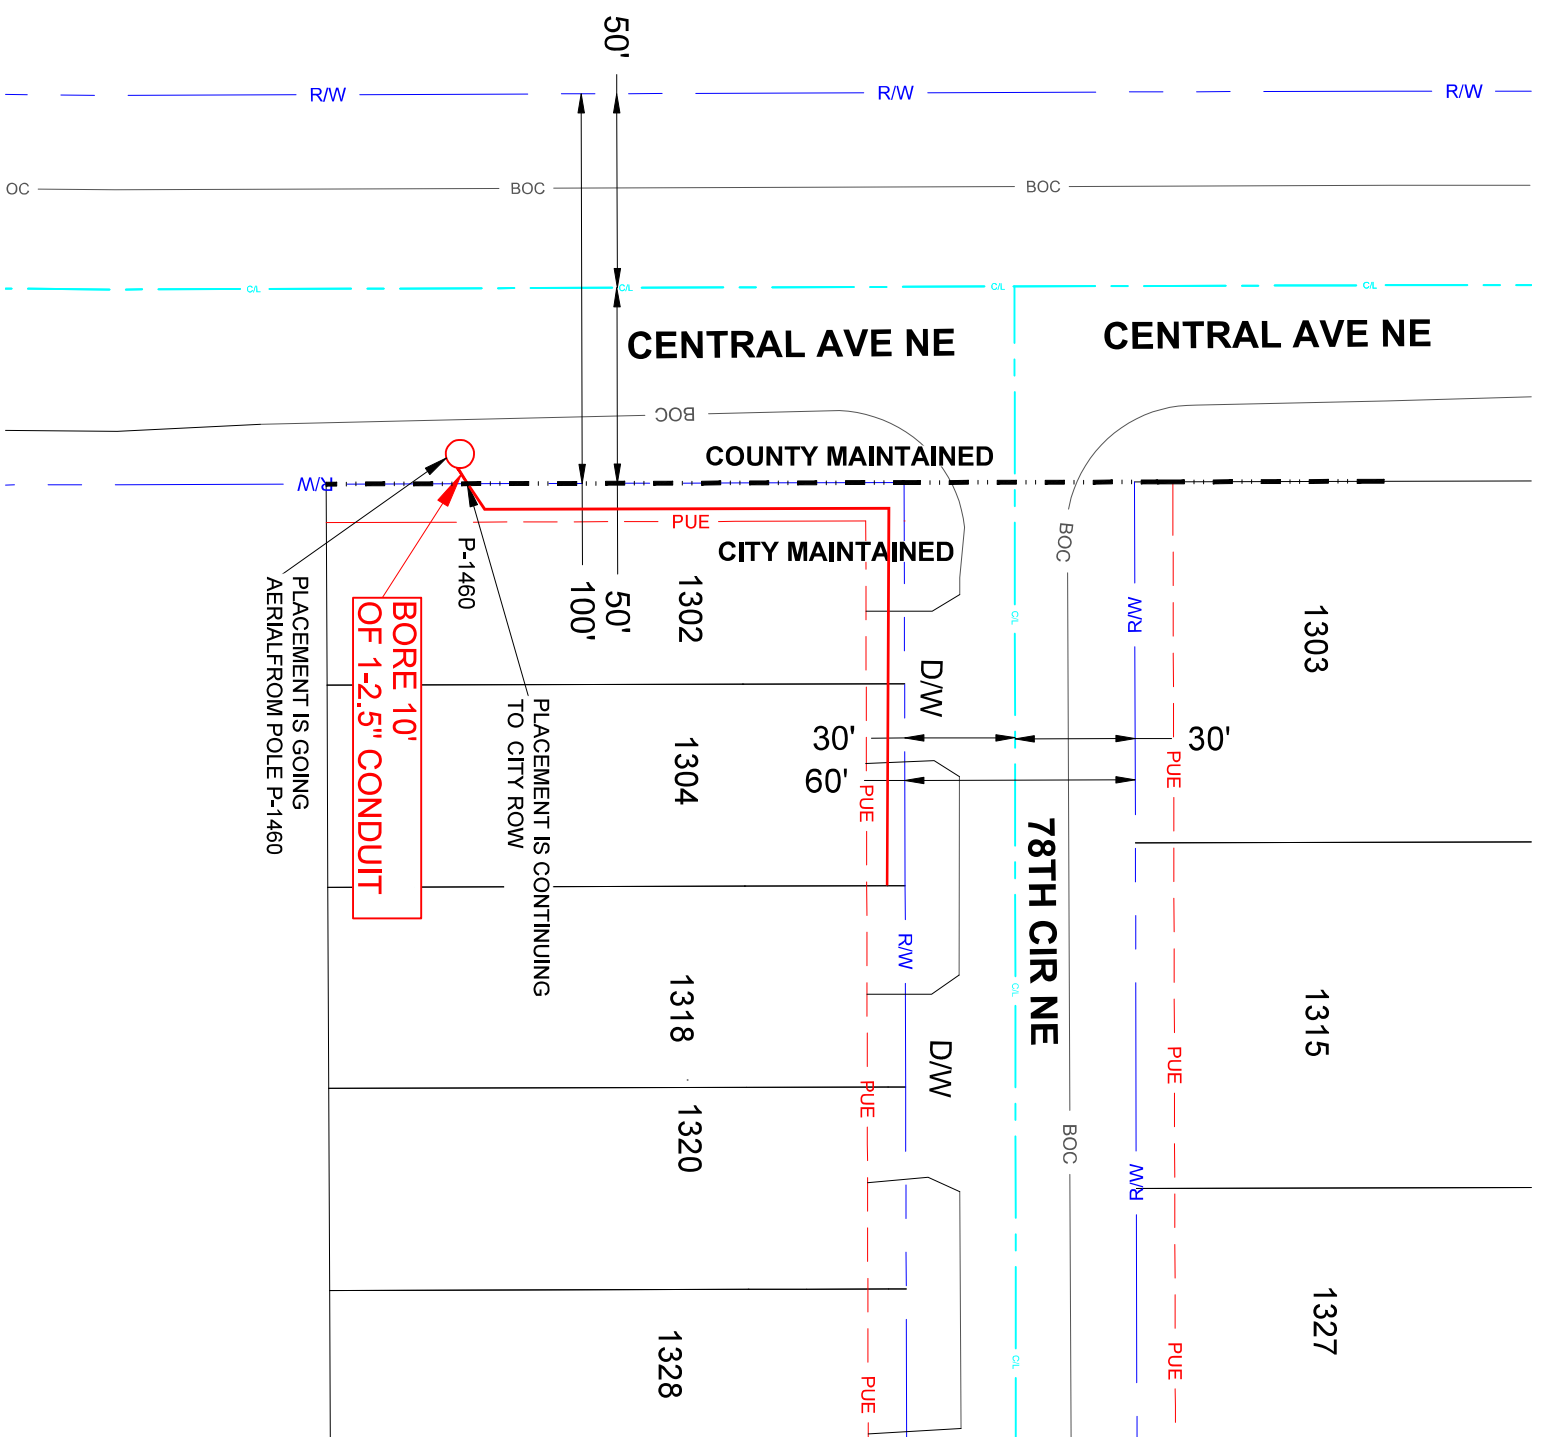 50'
R/W
R/W
R/W
OC
BOC
BOC
C/L
C/L
C/L
C/L
CENTRAL AVE NE
CENTRAL AVE NE
BOC
COUNTY MAINTAINED
R/W
PUE
CITY MAINTAINED
BOC
P-1460
PLACEMENT IS GOING
AERIALFROM POLE P-1460
BORE 10'
OF 1-2.5" CONDUIT
PLACEMENT IS CONTINUING
TO CITY ROW
50'
100'
1302
C/L
R/W
1303
D/W
30'
30'
60'
1304
PUE
PUE
78TH CIR NE
R/W
C/L
1318
1315
D/W
PUE
PUE
1320
BOC
R/W
1327
1328
C/L
PUE
PUE